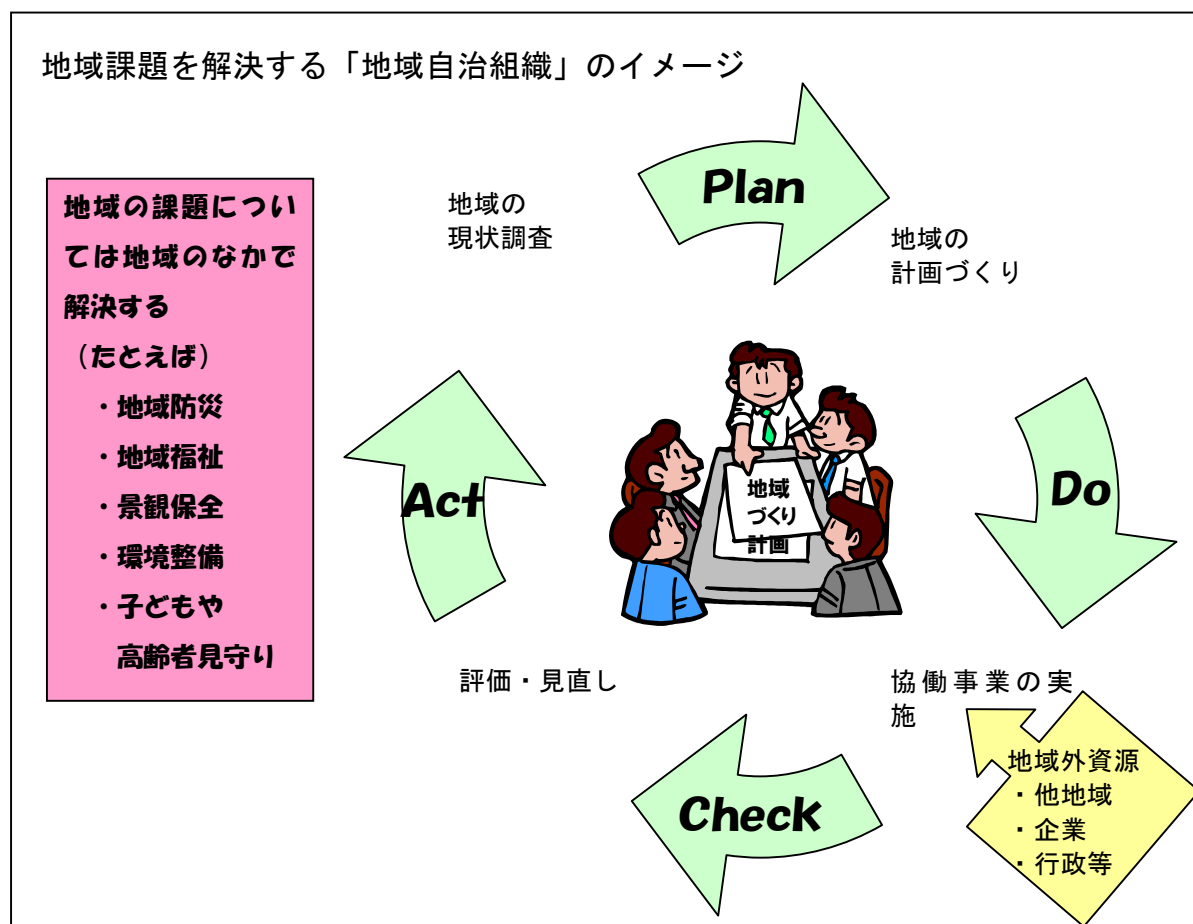 地域課題を解決する「地域自治組織」のイメージ
地域の課題につい
ては地域のなかで
解決する
（たとえば）
・地域防災
・地域福祉
・景観保全
・環境整備
・子どもや
高齢者見守り
地域の
現状調査
Plan
地域の
計画づくり
Do
地域
づくり
計画
Act
評価・見直し
協働事業の実
施
Check
地域外資源
・他地域
・企業
・行政等